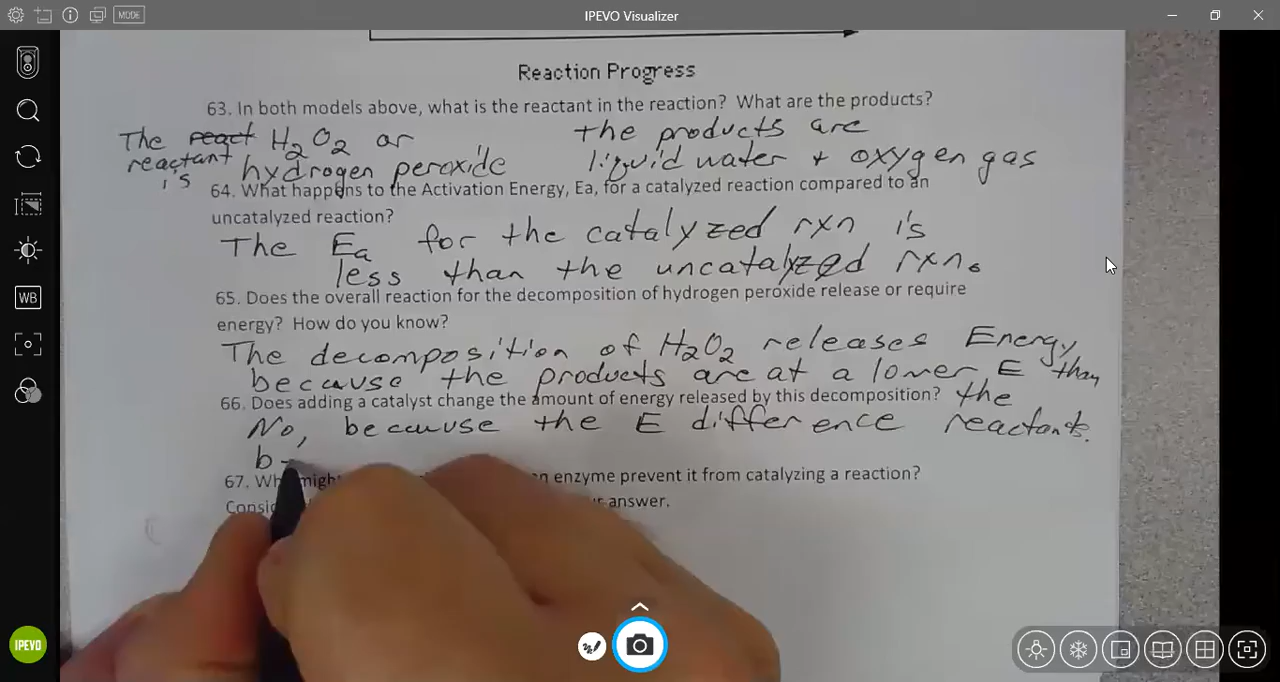 IPEVO Visualizer
MODE
WB
IPEVO
Reaction Progress
63. In both models above, what is the reactant in the reaction? What are the products?
The react H2O2 or
reactant hydrogen peroxide
is
the products are
liquid water + oxygen gas
64. What happens to the Activation Energy, Ea, for a catalyzed reaction compared to an
uncatalyzed reaction?
The Ea for the catalyzed rxn is
less than the uncatalyzed rxn.
65. Does the overall reaction for the decomposition of hydrogen peroxide release or require
energy? How do you know?
The decomposition of H2O2 releases Energy,
because the products are at a lower E than
the
reactants.
66. Does adding a catalyst change the amount of energy released by this decomposition?
No, because the E difference
b
67. enzyme prevent it from catalyzing a reaction?
answer.